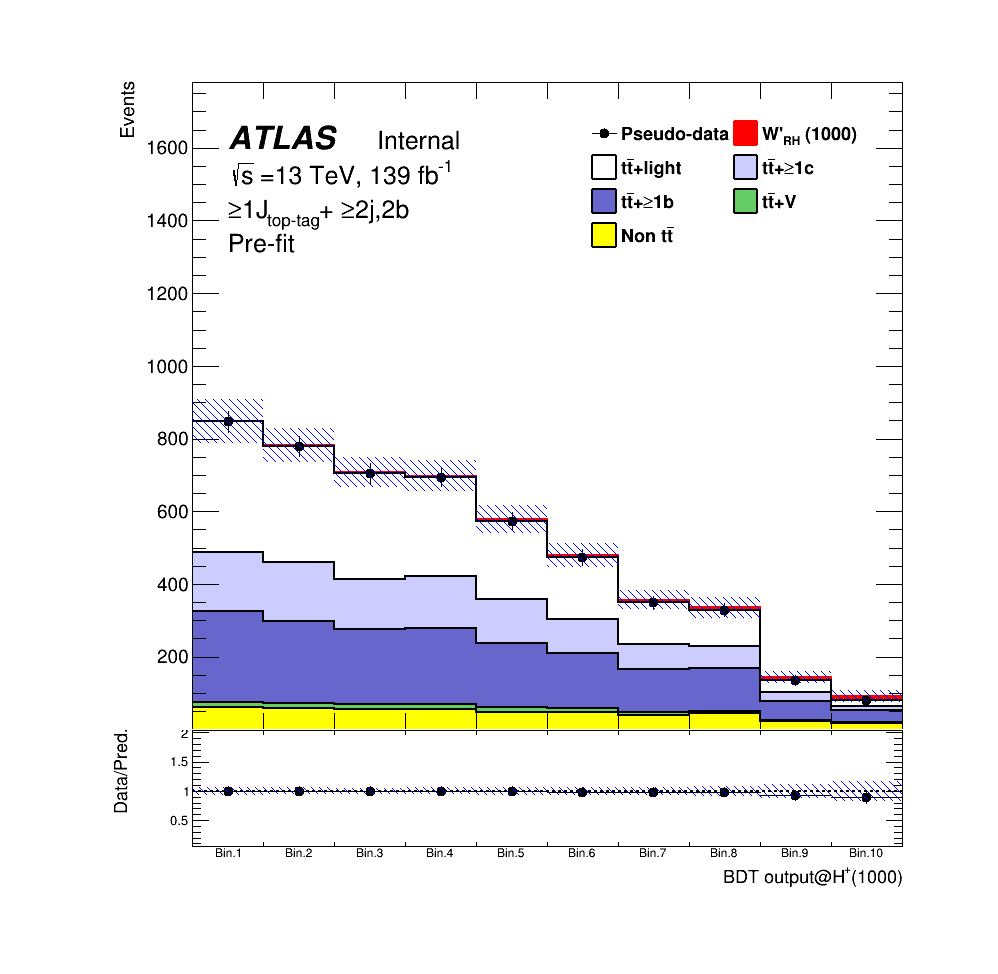 Events
ATLAS Internal
√s =13 TeV, 139 fb⁻¹
≥1J_top-tag+ ≥2j,2b
Pre-fit
Pseudo-data W'_RH (1000)
tt̄+light tt̄+≥1c
tt̄+≥1b tt̄+V
Non tt̄
1600
1400
1200
1000
800
600
400
200
Data/Pred.
2
1.5
1
0.5
Bin.1 Bin.2 Bin.3 Bin.4 Bin.5 Bin.6 Bin.7 Bin.8 Bin.9 Bin.10
BDT output@H⁺(1000)